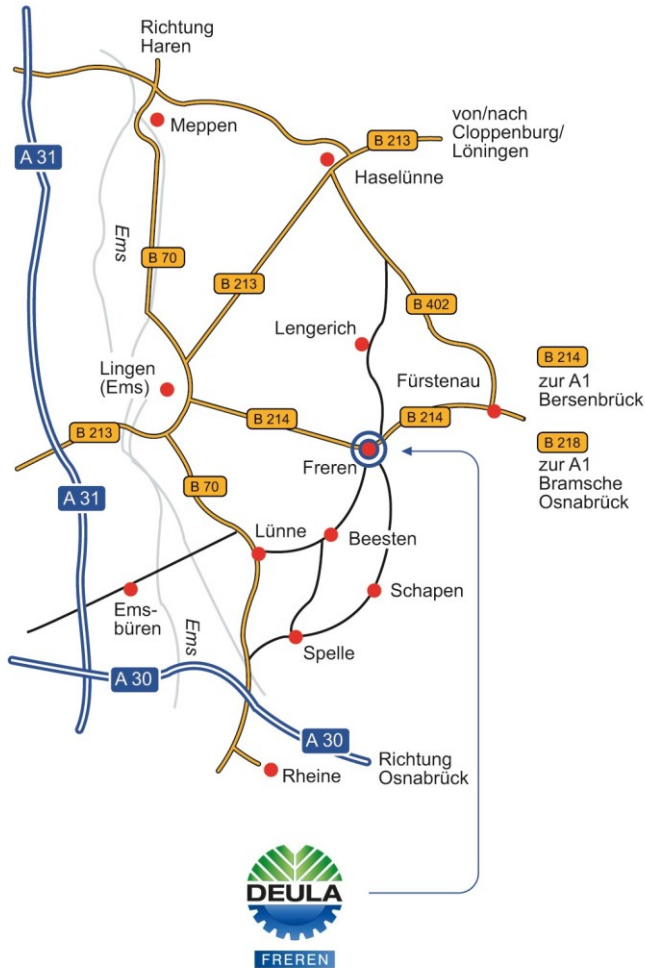 Richtung
Haren
Meppen
B 213
von/nach
Cloppenburg/
Löningen
A 31
Haselünne
Ems
B 70
B 213
B 402
Lengerich
B 214
zur A1
Bersenbrück
Lingen
(Ems)
Fürstenau
B 213
B 214
B 214
B 218
zur A1
Bramsche
Osnabrück
Freren
A 31
B 70
Lünne
Beesten
Schapen
Ems-
büren
Ems
Spelle
A 30
A 30
Richtung
Osnabrück
Rheine
DEULA
FREREN